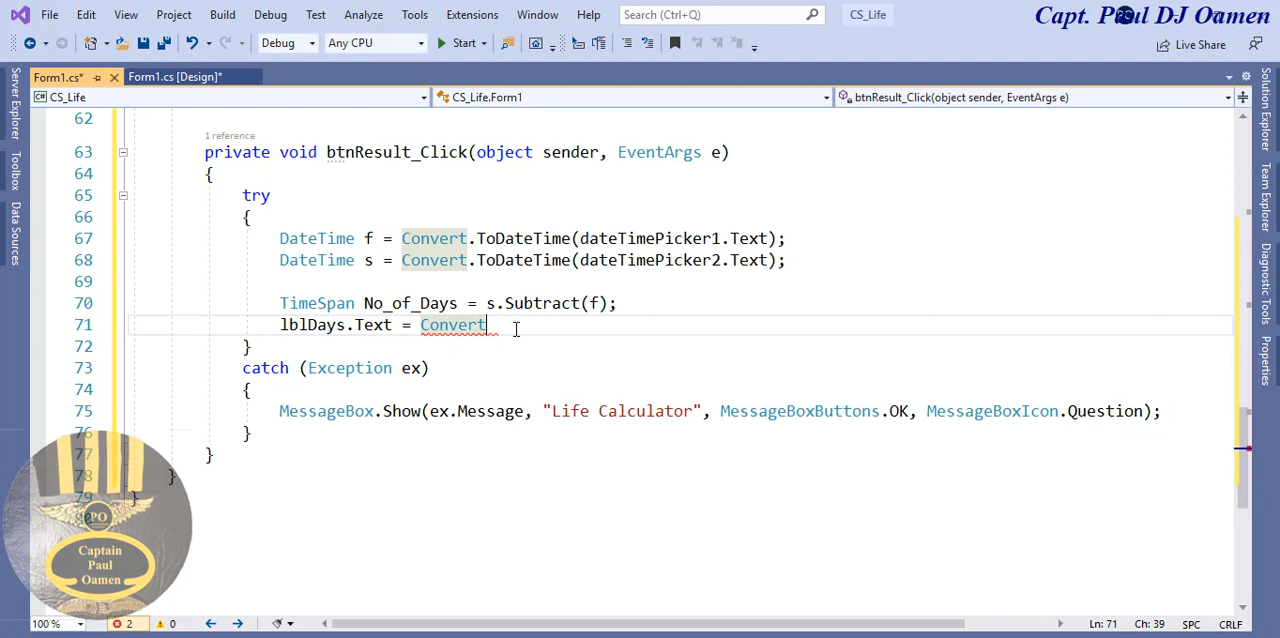 File Edit View Project Build Debug Test Analyze Tools Extensions Window Help Search (Ctrl+Q) CS_Life
Capt. Paul DJ Oamen
Debug Any CPU Start Live Share
Form1.cs* Form1.cs [Design]*
CS_Life CS_Life.Form1 btnResult_Click(object sender, EventArgs e)
Server Explorer
Toolbox
Data Sources
Solution Explorer
Team Explorer
Diagnostic Tools
Properties
62
1 reference
63 private void btnResult_Click(object sender, EventArgs e)
64 {
65 try
66 {
67 DateTime f = Convert.ToDateTime(dateTimePicker1.Text);
68 DateTime s = Convert.ToDateTime(dateTimePicker2.Text);
69
70 TimeSpan No_of_Days = s.Subtract(f);
71 lblDays.Text = Convert
72 }
73 catch (Exception ex)
74 {
75 MessageBox.Show(ex.Message, "Life Calculator", MessageBoxButtons.OK, MessageBoxIcon.Question);
76 }
77 }
78 }
79 }
PO
Captain
Paul
Oamen
100 % 2 0 Ln: 71 Ch: 39 SPC CRLF